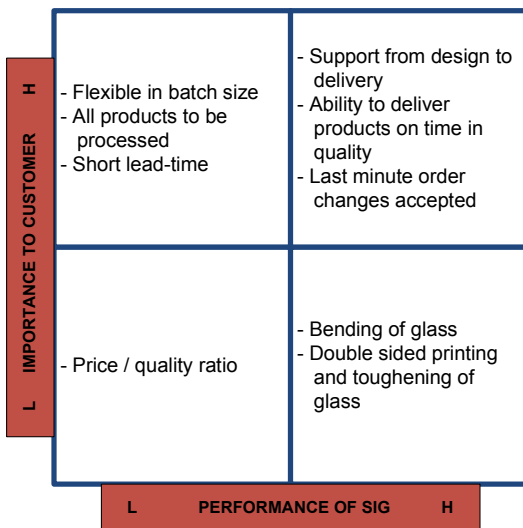 - Flexible in batch size
- All products to be
processed
- Short lead-time
- Support from design to
delivery
- Ability to deliver
products on time in
quality
- Last minute order
changes accepted
- Price / quality ratio
- Bending of glass
- Double sided printing
and toughening of
glass
L IMPORTANCE TO CUSTOMER H
L PERFORMANCE OF SIG H